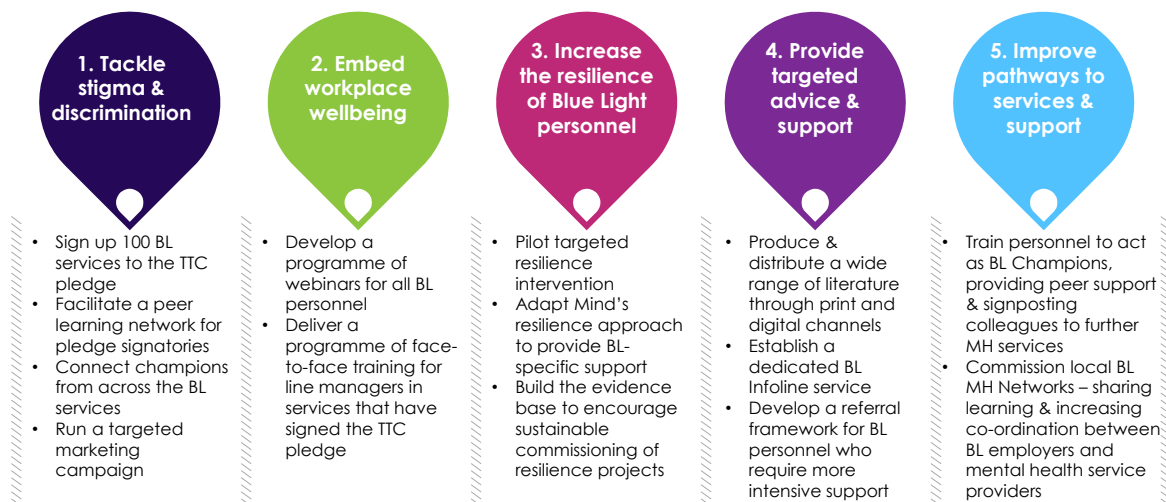 1. Tackle
stigma &
discrimination
• Sign up 100 BL
services to the TTC
pledge
• Facilitate a peer
learning network for
pledge signatories
• Connect champions
from across the BL
services
• Run a targeted
marketing
campaign
2. Embed
workplace
wellbeing
• Develop a
programme of
webinars for all BL
personnel
• Deliver a
programme of face-
to-face training for
line managers in
services that have
signed the TTC
pledge
3. Increase
the resilience
of Blue Light
personnel
• Pilot targeted
resilience
intervention
• Adapt Mind’s
resilience approach
to provide BL-
specific support
• Build the evidence
base to encourage
sustainable
commissioning of
resilience projects
4. Provide
targeted
advice &
support
• Produce &
distribute a wide
range of literature
through print and
digital channels
• Establish a
dedicated BL
Infoline service
• Develop a referral
framework for BL
personnel who
require more
intensive support
5. Improve
pathways to
services &
support
• Train personnel to act
as BL Champions,
providing peer support
& signposting
colleagues to further
MH services
• Commission local BL
MH Networks – sharing
learning & increasing
co-ordination between
BL employers and
mental health service
providers